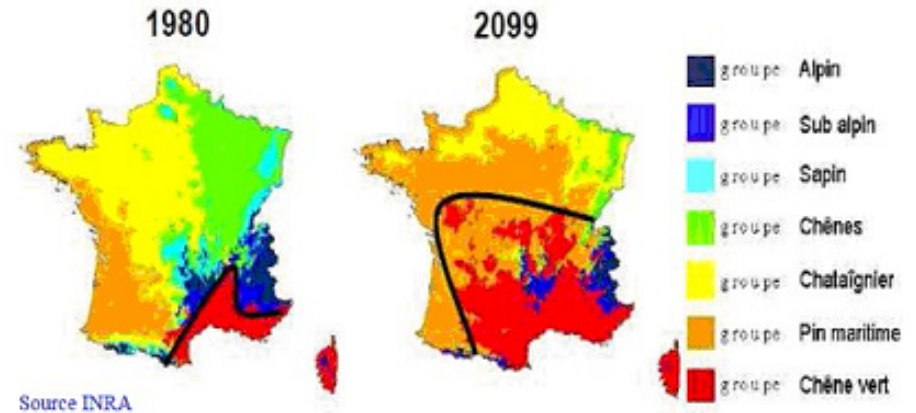 1980
2099
groupe Alpin
groupe Sub alpin
groupe Sapin
groupe Chênes
groupe Chataîgnier
groupe Pin maritime
groupe Chêne vert
Source INRA